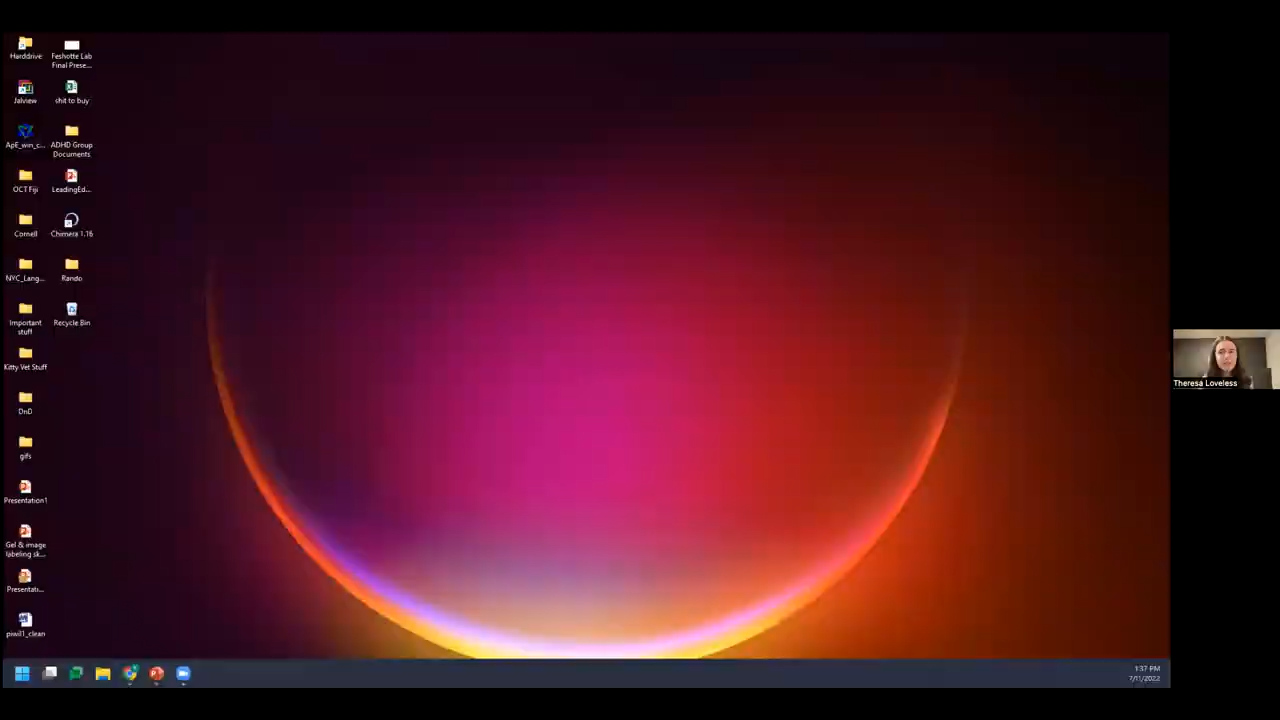 Harddrive
Feshotte Lab
Final Prese...
Jalview
shit to buy
ApE_win_c...
ADHD Group
Documents
OCT Fiji
LeadingEd...
Cornell
Chimera 1.16
NYC_Lang...
Rando
Important
stuff
Recycle Bin
Kitty Vet Stuff
DnD
gifs
Presentation1
Gel & image
labeling sk...
Presentati...
piwil1_clean
Theresa Loveless
1:37 PM
7/11/2022